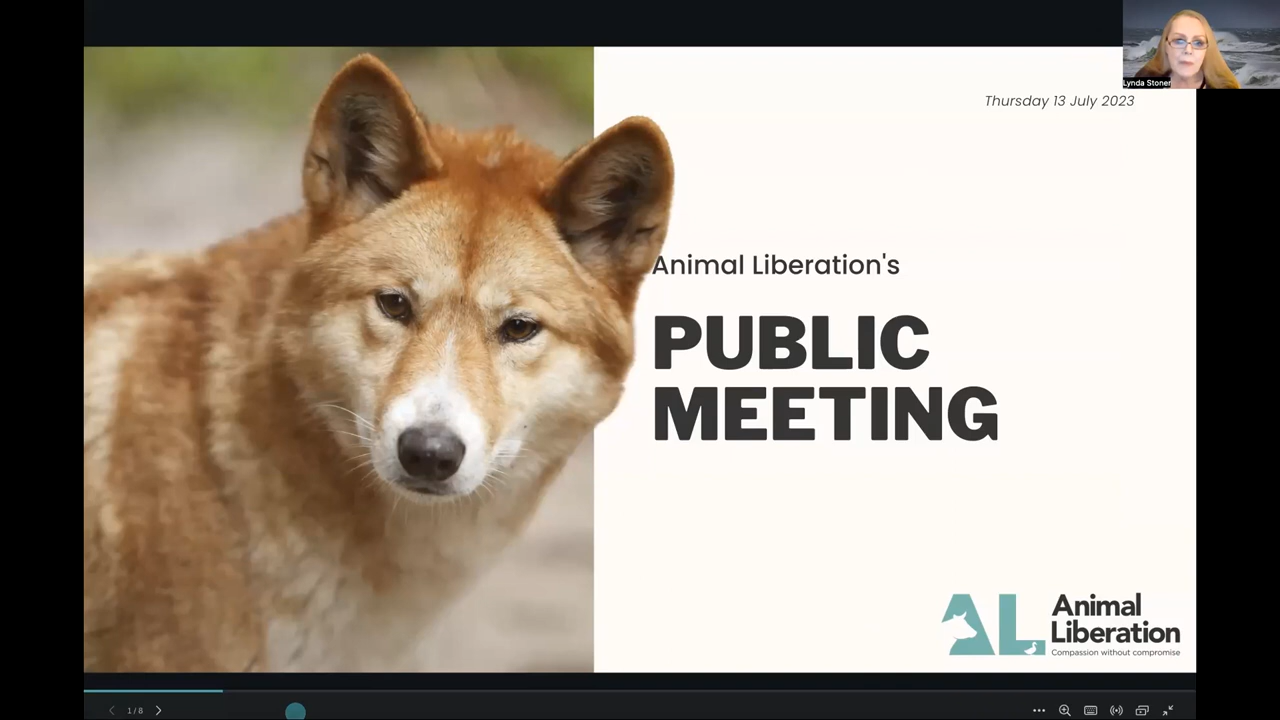 Lynda Stoner
Thursday 13 July 2023
Animal Liberation's
PUBLIC
MEETING
AL
Animal
Liberation
Compassion without compromise
1/8